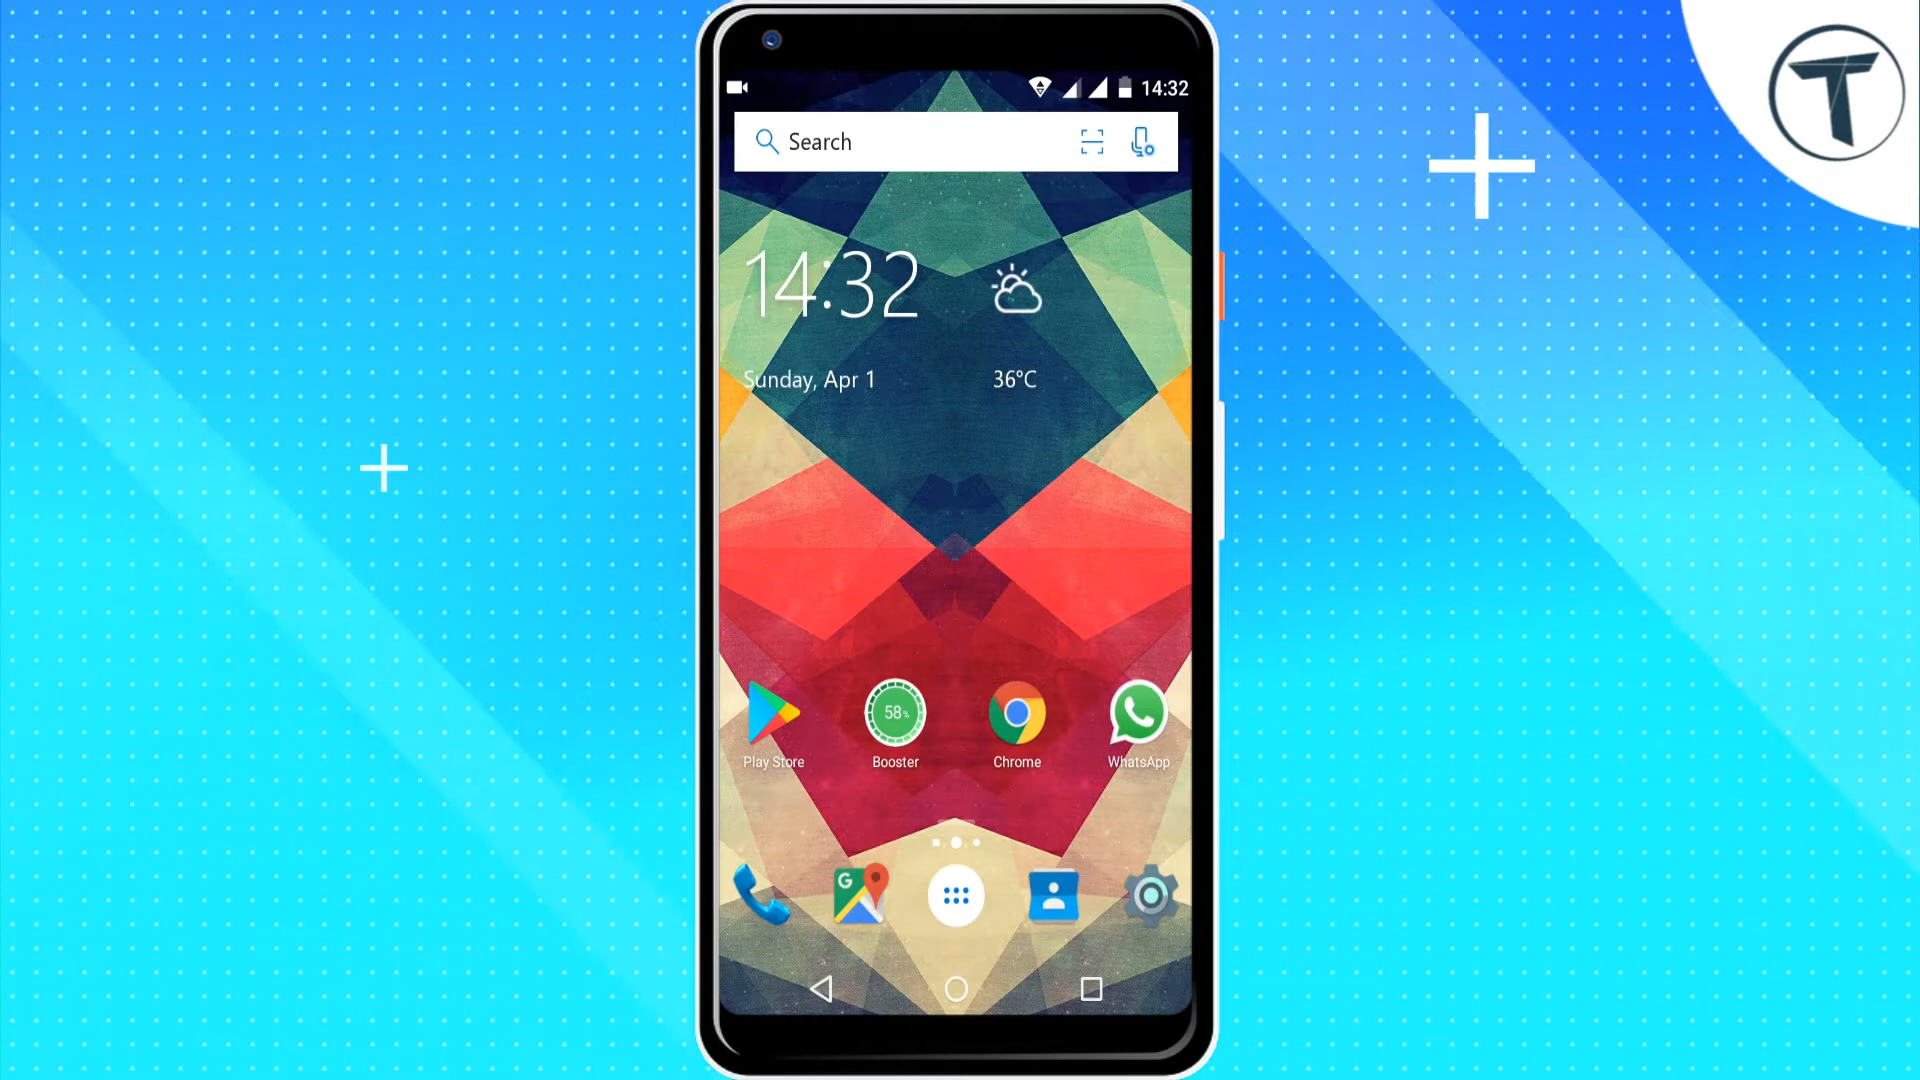 T
14:32
Search
14:32
Sunday, Apr 1
36°C
58%
Play Store
Booster
Chrome
WhatsApp
G